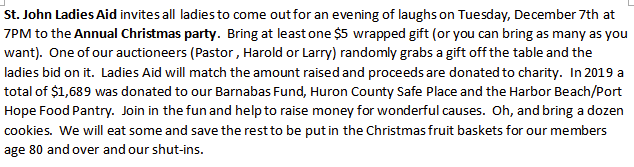 St. John Ladies Aid invites all ladies to come out for an evening of laughs on Tuesday, December 7th at
7PM to the Annual Christmas party.  Bring at least one $5 wrapped gift (or you can bring as many as you
want).  One of our auctioneers (Pastor , Harold or Larry) randomly grabs a gift off the table and the
ladies bid on it.  Ladies Aid will match the amount raised and proceeds are donated to charity.  In 2019 a
total of $1,689 was donated to our Barnabas Fund, Huron County Safe Place and the Harbor Beach/Port
Hope Food Pantry.  Join in the fun and help to raise money for wonderful causes.  Oh, and bring a dozen
cookies.  We will eat some and save the rest to be put in the Christmas fruit baskets for our members
age 80 and over and our shut-ins.